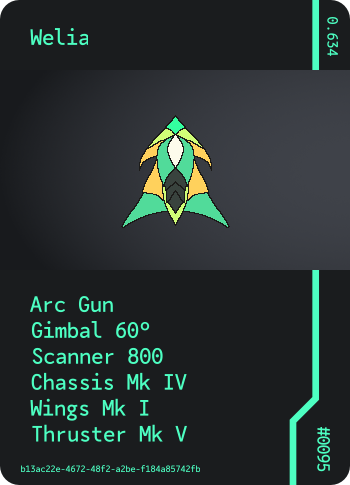 Welia
0.634
Arc Gun
Gimbal 60°
Scanner 800
Chassis Mk IV
Wings Mk I
Thruster Mk V
#0095
b13ac22e-4672-48f2-a2be-f184a85742fb